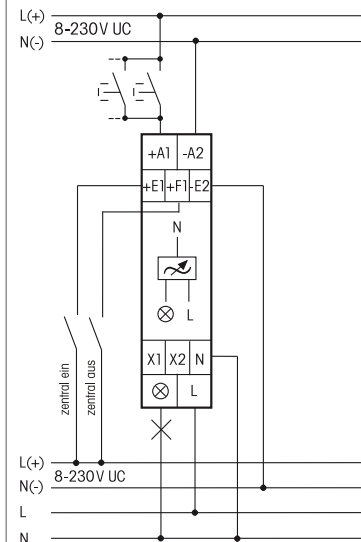 L(+)
8-230V UC
N(-)
+A1 -A2
+E1 +F1 -E2
N
L
zentral ein
zentral aus
X1 X2 N
L
L(+)
8-230V UC
N(-)
L
N